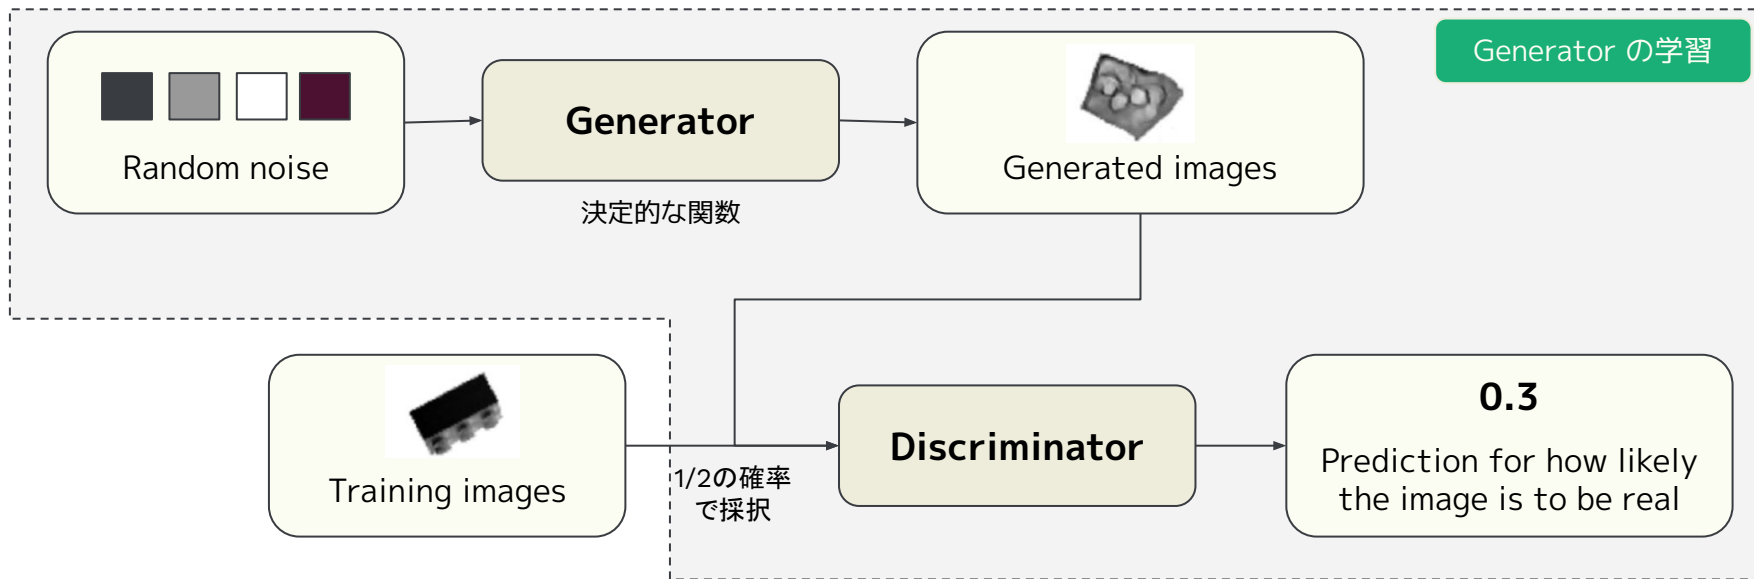 Generator の学習
Random noise
Generator
決定的な関数
Generated images
Training images
1/2の確率
で採択
Discriminator
0.3
Prediction for how likely
the image is to be real